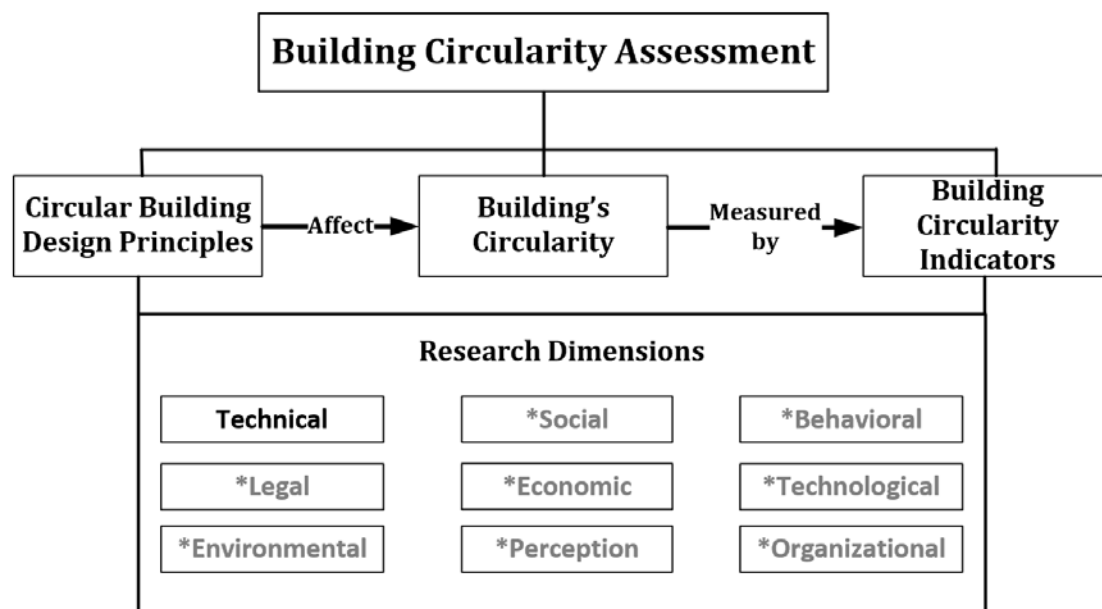 Building Circularity Assessment
Circular Building
Design Principles
Affect
Building's
Circularity
Measured
by
Building
Circularity
Indicators
Research Dimensions
Technical
*Social
*Behavioral
*Legal
*Economic
*Technological
*Environmental
*Perception
*Organizational